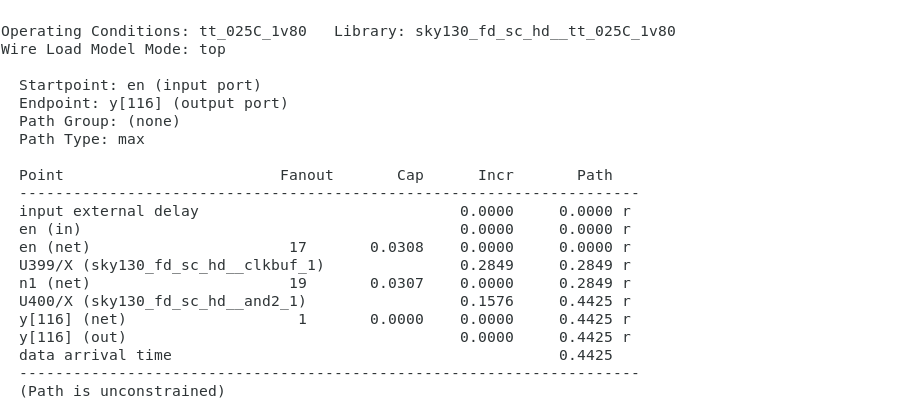 Operating Conditions: tt_025C_1v80   Library: sky130_fd_sc_hd__tt_025C_1v80
Wire Load Model Mode: top

  Startpoint: en (input port)
  Endpoint: y[116] (output port)
  Path Group: (none)
  Path Type: max

  Point                        Fanout       Cap      Incr       Path
  ---------------------------------------------------------------------
  input external delay                             0.0000     0.0000 r
  en (in)                                          0.0000     0.0000 r
  en (net)                      17       0.0308    0.0000     0.0000 r
  U399/X (sky130_fd_sc_hd__clkbuf_1)               0.2849     0.2849 r
  n1 (net)                      19       0.0307    0.0000     0.2849 r
  U400/X (sky130_fd_sc_hd__and2_1)                 0.1576     0.4425 r
  y[116] (net)                   1       0.0000    0.0000     0.4425 r
  y[116] (out)                                     0.0000     0.4425 r
  data arrival time                                           0.4425
  ---------------------------------------------------------------------
  (Path is unconstrained)